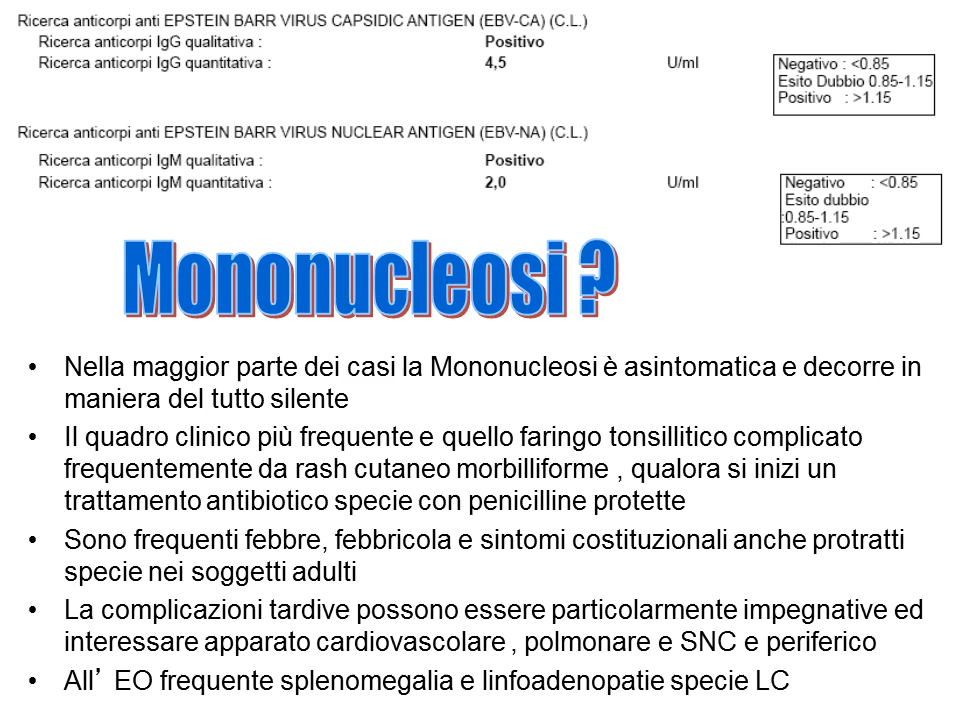 Ricerca anticorpi anti EPSTEIN BARR VIRUS CAPSIDIC ANTIGEN (EBV-CA) (C.L.)
Ricerca anticorpi IgG qualitativa : Positivo
Ricerca anticorpi IgG quantitativa : 4,5 U/ml
Negativo : <0.85
Esito Dubbio 0.85-1.15
Positivo : >1.15
Ricerca anticorpi anti EPSTEIN BARR VIRUS NUCLEAR ANTIGEN (EBV-NA) (C.L.)
Ricerca anticorpi IgM qualitativa : Positivo
Ricerca anticorpi IgM quantitativa : 2,0 U/ml
Negativo : <0.85
Esito dubbio
:0.85-1.15
Positivo : >1.15
Mononucleosi ?
• Nella maggior parte dei casi la Mononucleosi è asintomatica e decorre in
maniera del tutto silente
• Il quadro clinico più frequente e quello faringo tonsillitico complicato
frequentemente da rash cutaneo morbilliforme , qualora si inizi un
trattamento antibiotico specie con penicilline protette
• Sono frequenti febbre, febbricola e sintomi costituzionali anche protratti
specie nei soggetti adulti
• La complicazioni tardive possono essere particolarmente impegnative ed
interessare apparato cardiovascolare , polmonare e SNC e periferico
• All’ EO frequente splenomegalia e linfoadenopatie specie LC